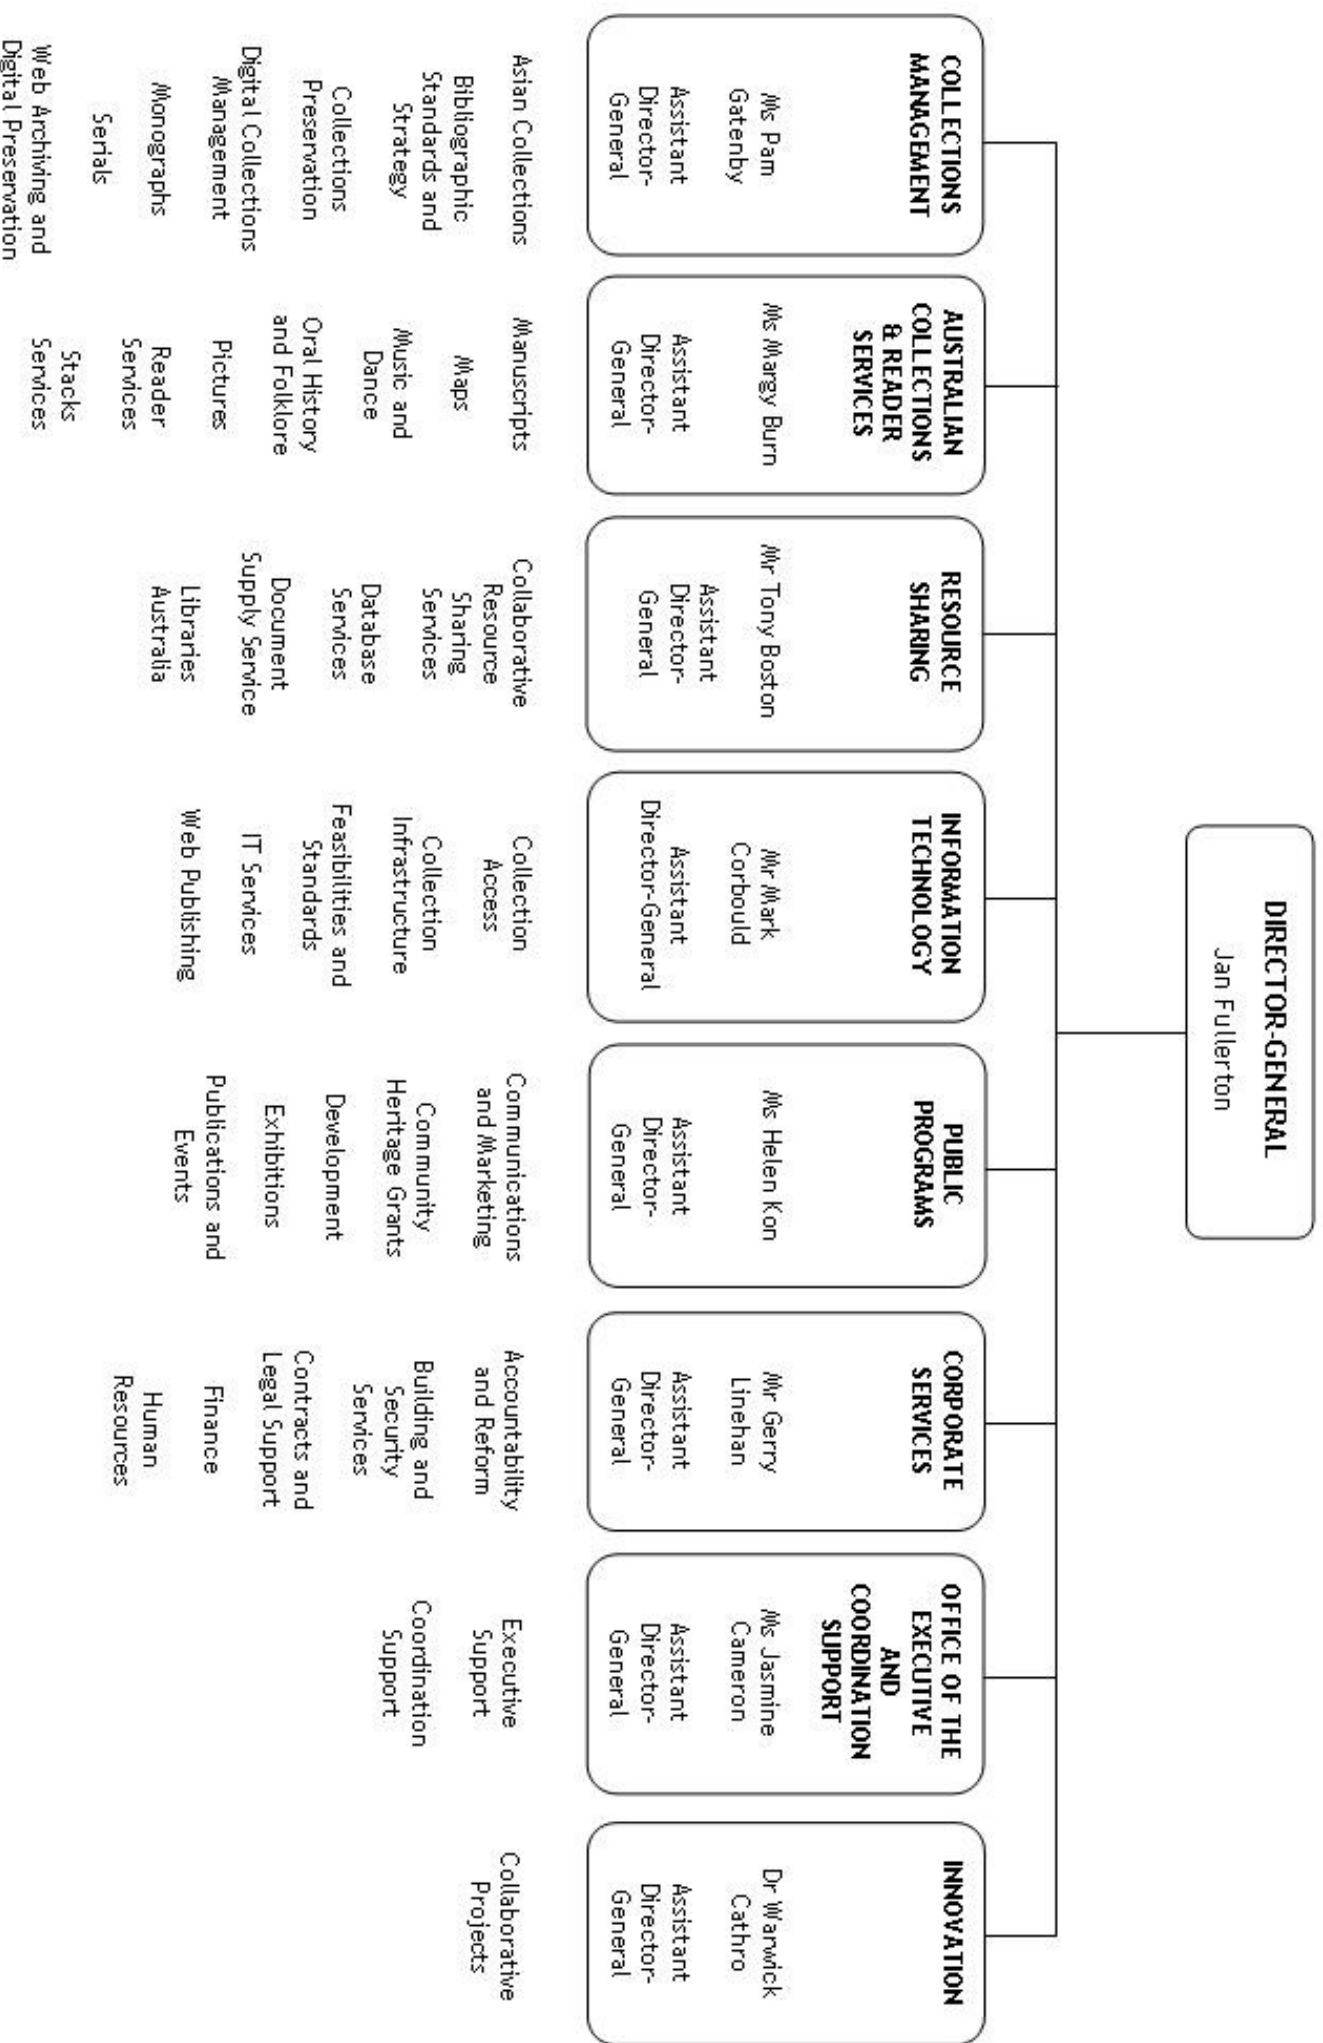 DIRECTOR-GENERAL
Jan Fullerton
COLLECTIONS
MANAGEMENT
Ms Pam
Gatenby
Assistant
Director-
General
Asian Collections
Bibliographic
Standards and
Strategy
Collections
Preservation
Digital Collections
Management
Monographs
Serials
Web Archiving and
Digital Preservation
AUSTRALIAN
COLLECTIONS
& READER
SERVICES
Ms Margy Burn
Assistant
Director-
General
Manuscripts
Maps
Music and
Dance
Oral History
and Folklore
Pictures
Reader
Services
Stacks
Services
RESOURCE
SHARING
Mr Tony Boston
Assistant
Director-
General
Collaborative
Resource
Sharing
Services
Database
Services
Document
Supply Service
Libraries
Australia
INFORMATION
TECHNOLOGY
Mr Mark
Corbould
Assistant
Director-General
Collection
Access
Collection
Infrastructure
Feasibilities and
Standards
IT Services
Web Publishing
PUBLIC
PROGRAMS
Ms Helen Kon
Assistant
Director-
General
Communications
and Marketing
Community
Heritage Grants
Development
Exhibitions
Publications and
Events
CORPORATE
SERVICES
Mr Gerry
Linehan
Assistant
Director-
General
Accountability
and Reform
Building and
Security
Services
Contracts and
Legal Support
Finance
Human
Resources
OFFICE OF THE
EXECUTIVE
AND
COORDINATION
SUPPORT
Ms Jasmine
Cameron
Assistant
Director-
General
Executive
Support
Coordination
Support
INNOVATION
Dr Warwick
Cathro
Assistant
Director-
General
Collaborative
Projects